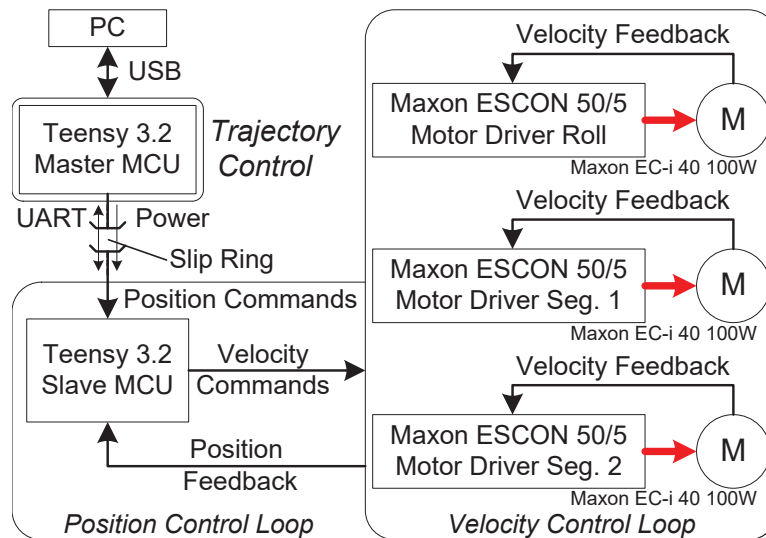 PC
USB
Teensy 3.2
Master MCU
Trajectory
Control
UART
Power
Slip Ring
Position Commands
Teensy 3.2
Slave MCU
Velocity
Commands
Position
Feedback
Position Control Loop
Velocity Feedback
Maxon ESCON 50/5
Motor Driver Roll
M
Maxon EC-i 40 100W
Velocity Feedback
Maxon ESCON 50/5
Motor Driver Seg. 1
M
Maxon EC-i 40 100W
Velocity Feedback
Maxon ESCON 50/5
Motor Driver Seg. 2
M
Maxon EC-i 40 100W
Velocity Control Loop